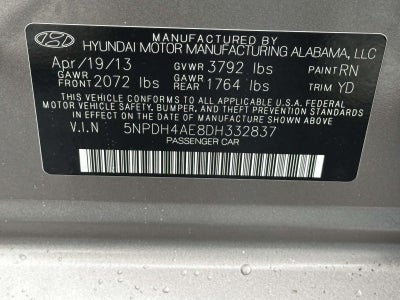 MANUFACTURED BY
HYUNDAI MOTOR MANUFACTURING ALABAMA, LLC
Apr/19/13 GVWR 3792 lbs PAINT RN
GAWR FRONT 2072 lbs GAWR REAR 1764 lbs TRIM YD
THIS VEHICLE CONFORMS TO ALL APPLICABLE U.S.A. FEDERAL
MOTOR VEHICLE SAFETY, BUMPER, AND THEFT PREVENTION STANDARDS
IN EFFECT ON THE DATE OF MANUFACTURE SHOWN ABOVE.
V.I.N 5NPDH4AE8DH332837
PASSENGER CAR